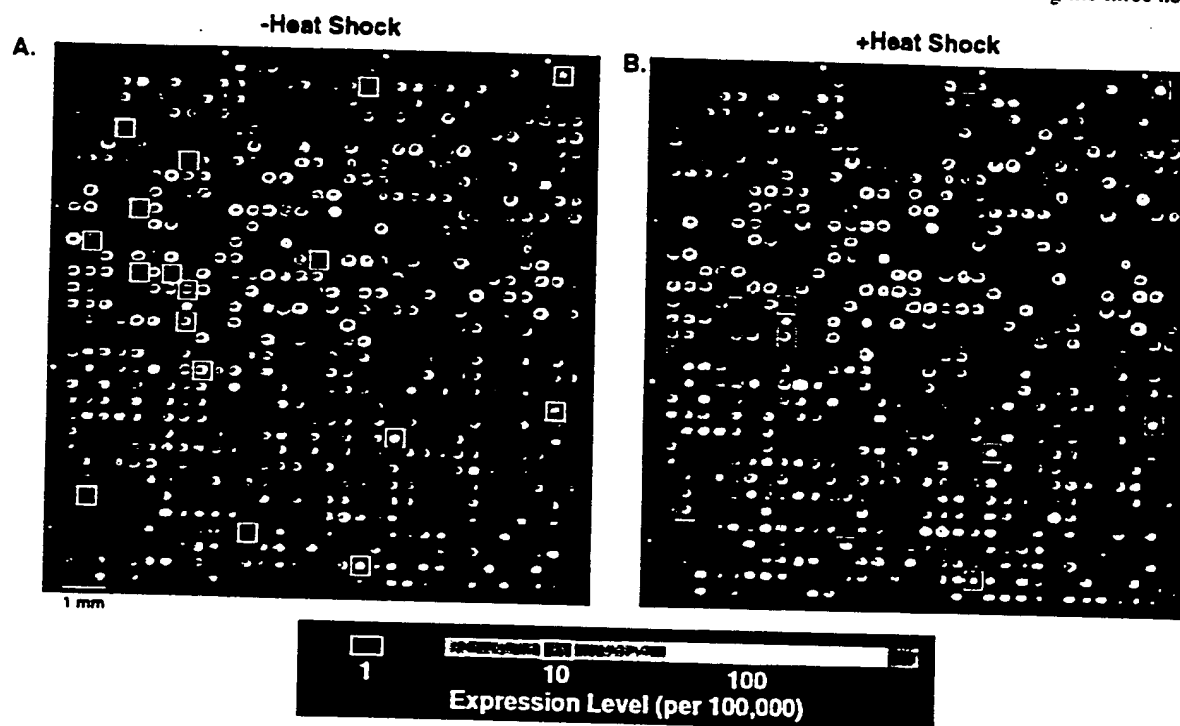 -Heat Shock
A.
+Heat Shock
B.
1 mm
1 10 100
Expression Level (per 100,000)